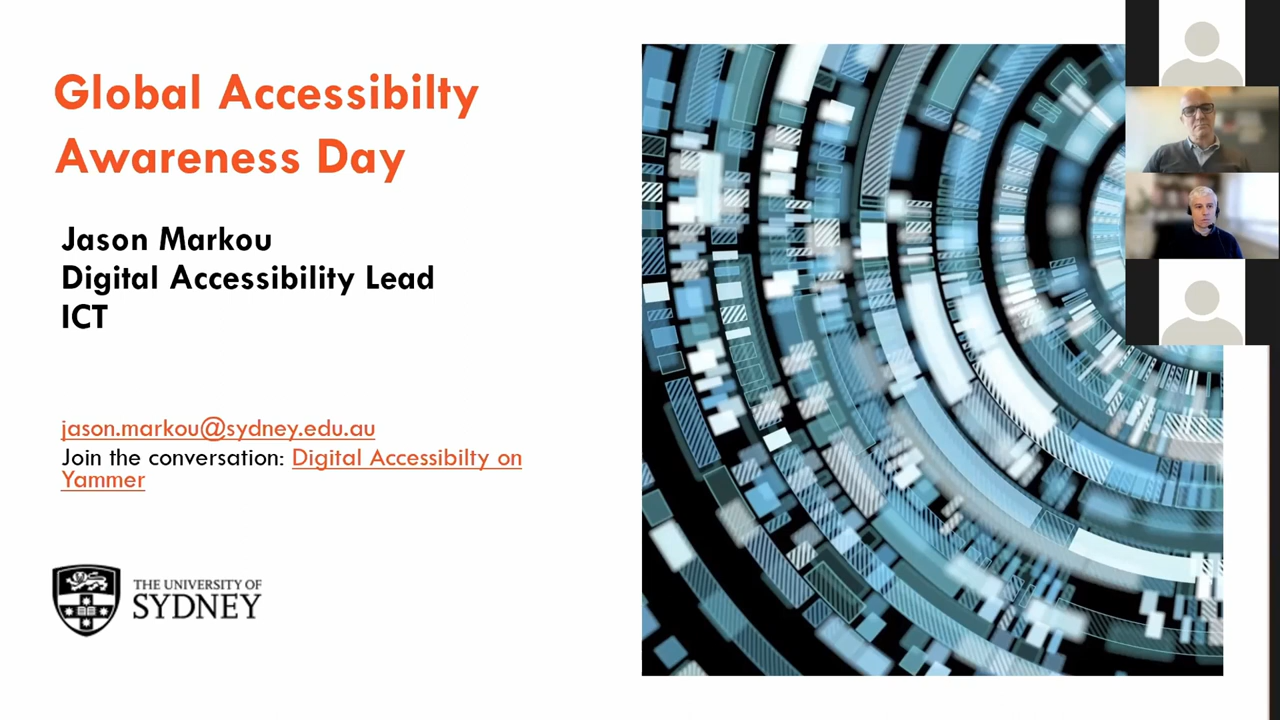 Global Accessibilty
Awareness Day
Jason Markou
Digital Accessibility Lead
ICT
jason.markou@sydney.edu.au
Join the conversation: Digital Accessibilty on
Yammer
THE UNIVERSITY OF
SYDNEY